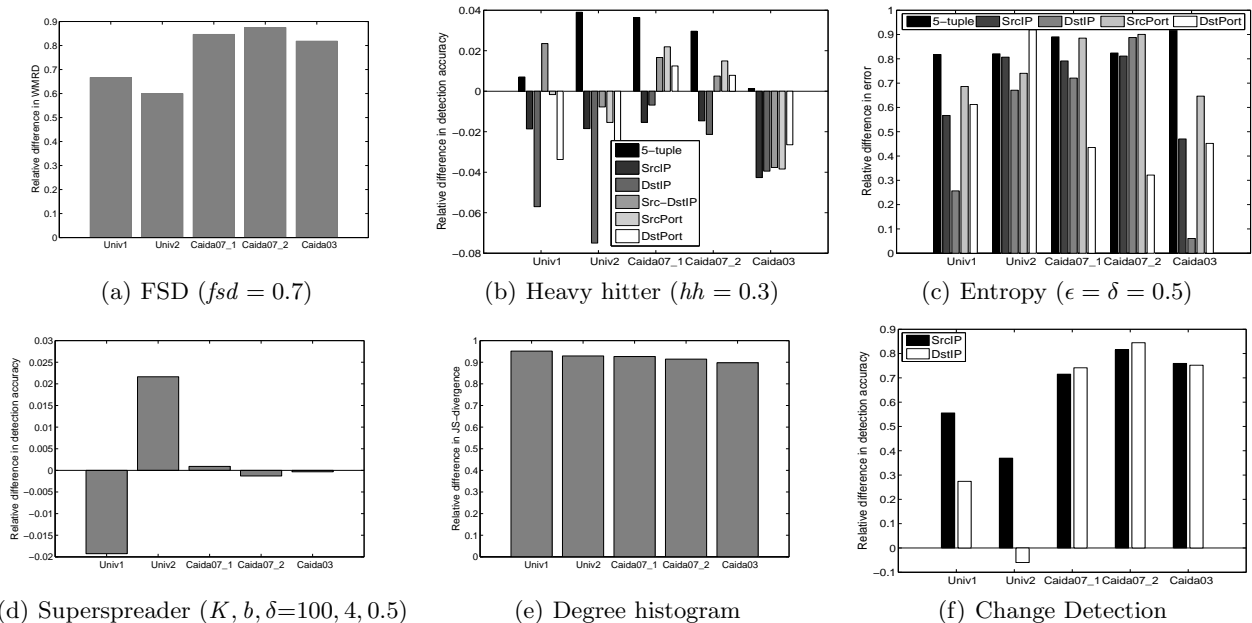 Relative difference in WMRD
0.9
0.8
0.7
0.6
0.5
0.4
0.3
0.2
0.1
0
Univ1 Univ2 Caida07_1 Caida07_2 Caida03
(a) FSD (fsd = 0.7)
Relative difference in detection accuracy
0.04
0.02
0
−0.02
−0.04
−0.06
−0.08
5−tuple
SrcIP
DstIP
Src−DstIP
SrcPort
DstPort
Univ1 Univ2 Caida07_1 Caida07_2 Caida03
(b) Heavy hitter (hh = 0.3)
Relative difference in error
1
0.9
0.8
0.7
0.6
0.5
0.4
0.3
0.2
0.1
0
5−tuple SrcIP DstIP SrcPort DstPort
Univ1 Univ2 Caida07_1 Caida07_2 Caida03
(c) Entropy (ϵ = δ = 0.5)
Relative difference in detection accuracy
0.03
0.025
0.02
0.015
0.01
0.005
0
−0.005
−0.01
−0.015
−0.02
Univ1 Univ2 Caida07_1 Caida07_2 Caida03
(d) Superspreader (K, b, δ=100, 4, 0.5)
Relative difference in JS−divergence
1
0.9
0.8
0.7
0.6
0.5
0.4
0.3
0.2
0.1
0
Univ1 Univ2 Caida07_1 Caida07_2 Caida03
(e) Degree histogram
Relative difference in detection accuracy
0.9
0.8
0.7
0.6
0.5
0.4
0.3
0.2
0.1
0
−0.1
SrcIP
DstIP
Univ1 Univ2 Caida07_1 Caida07_2 Caida03
(f) Change Detection